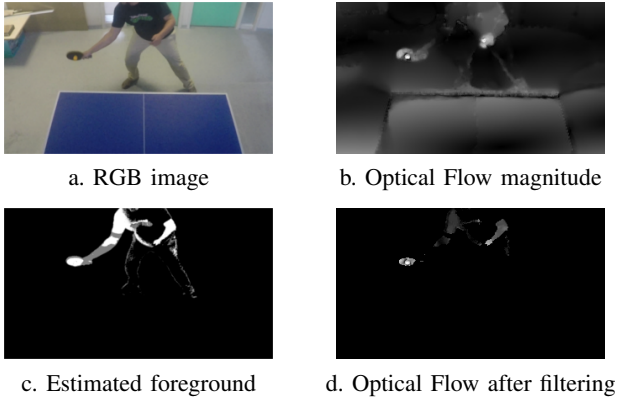 a. RGB image
b. Optical Flow magnitude
c. Estimated foreground
d. Optical Flow after filtering